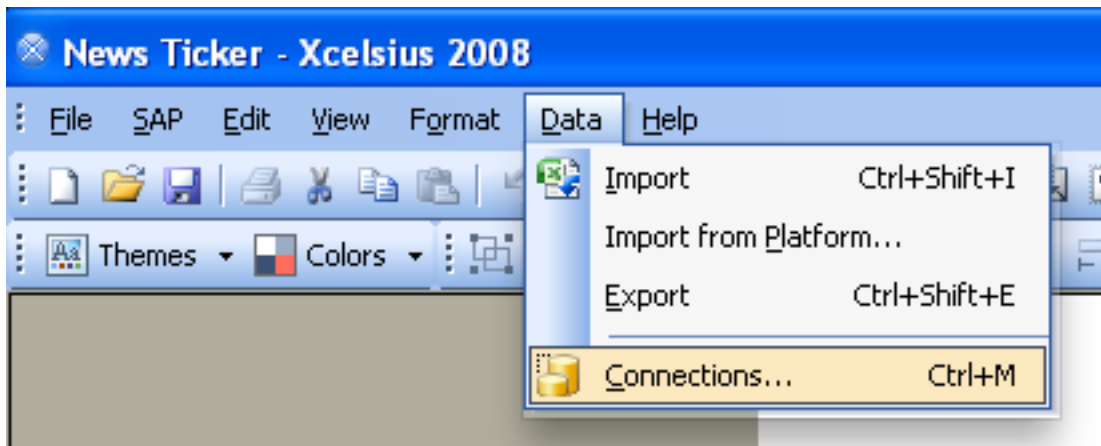 News Ticker - Xcelsius 2008
File SAP Edit View Format Data Help
Import Ctrl+Shift+I
Import from Platform...
Themes Colors
Export Ctrl+Shift+E
Connections... Ctrl+M